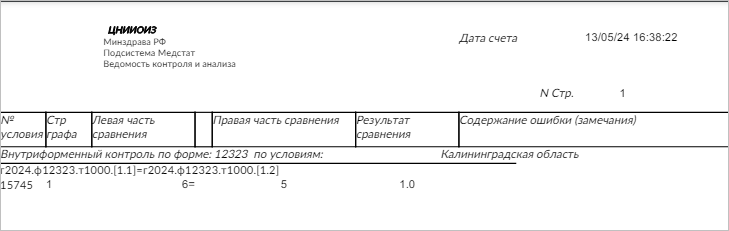 ЦНИИОИЗ
Минздрава РФ
Подсистема Медстат
Ведомость контроля и анализа
Дата счета 13/05/24 16:38:22
N Стр. 1
№ условия Стр графа Левая часть сравнения Правая часть сравнения Результат сравнения Содержание ошибки (замечания)
Внутриформенный контроль по форме: 12323 по условиям: Калининградская область
г2024.ф12323.т1000.[1.1]=г2024.ф12323.т1000.[1.2]
15745 1 6= 5 1.0